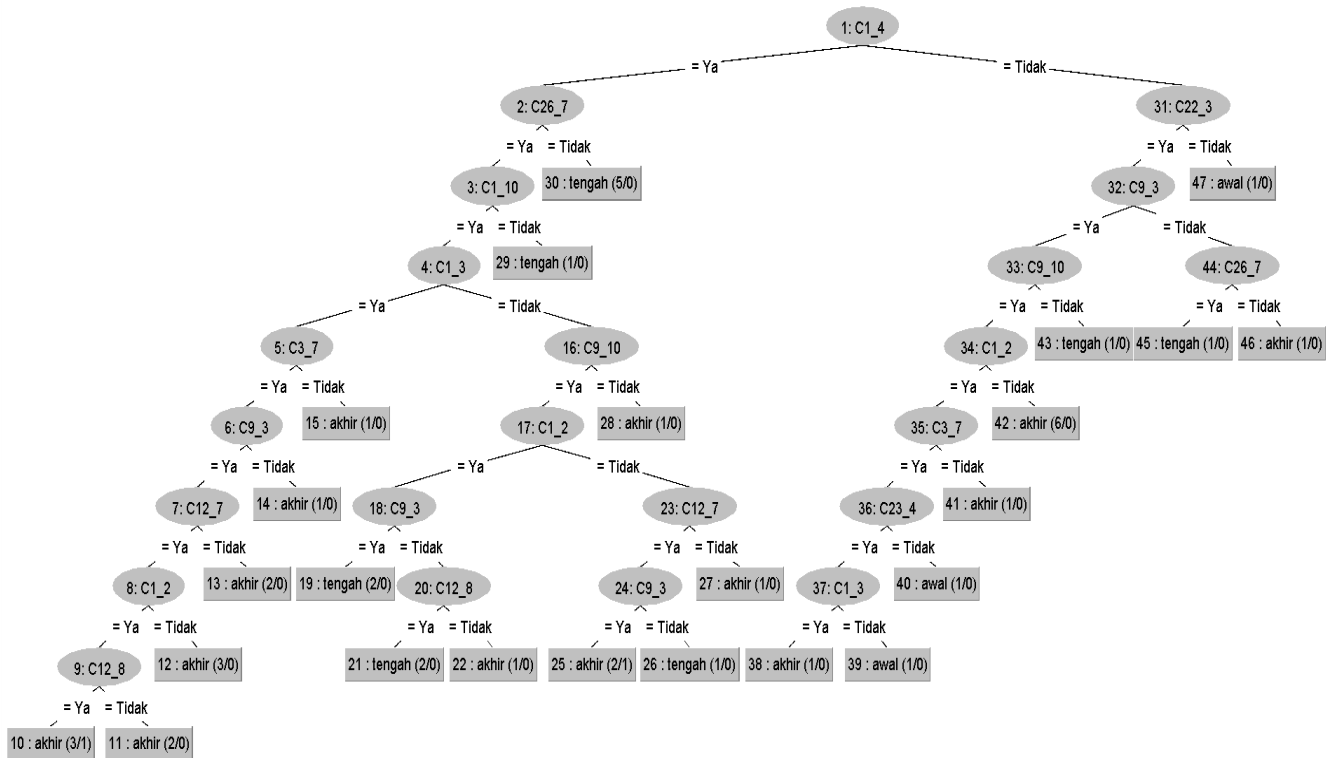 1: C1_4
= Ya = Tidak
2: C26_7 31: C22_3
= Ya = Tidak = Ya = Tidak
3: C1_10 30 : tengah (5/0) 32: C9_3 47 : awal (1/0)
= Ya = Tidak = Ya = Tidak
4: C1_3 29 : tengah (1/0) 33: C9_10 44: C26_7
= Ya = Tidak = Ya = Tidak = Ya = Tidak
5: C3_7 16: C9_10 34: C1_2 43 : tengah (1/0) 45 : tengah (1/0) 46 : akhir (1/0)
= Ya = Tidak = Ya = Tidak = Ya = Tidak
6: C9_3 15 : akhir (1/0) 17: C1_2 28 : akhir (1/0) 35: C3_7 42 : akhir (6/0)
= Ya = Tidak = Ya = Tidak = Ya = Tidak
7: C12_7 14 : akhir (1/0) 18: C9_3 23: C12_7 36: C23_4 41 : akhir (1/0)
= Ya = Tidak = Ya = Tidak = Ya = Tidak = Ya = Tidak
8: C1_2 13 : akhir (2/0) 19 : tengah (2/0) 20: C12_8 24: C9_3 27 : akhir (1/0) 37: C1_3 40 : awal (1/0)
= Ya = Tidak = Ya = Tidak = Ya = Tidak = Ya = Tidak
9: C12_8 12 : akhir (3/0) 21 : tengah (2/0) 22 : akhir (1/0) 25 : akhir (2/1) 26 : tengah (1/0) 38 : akhir (1/0) 39 : awal (1/0)
= Ya = Tidak
10 : akhir (3/1) 11 : akhir (2/0)